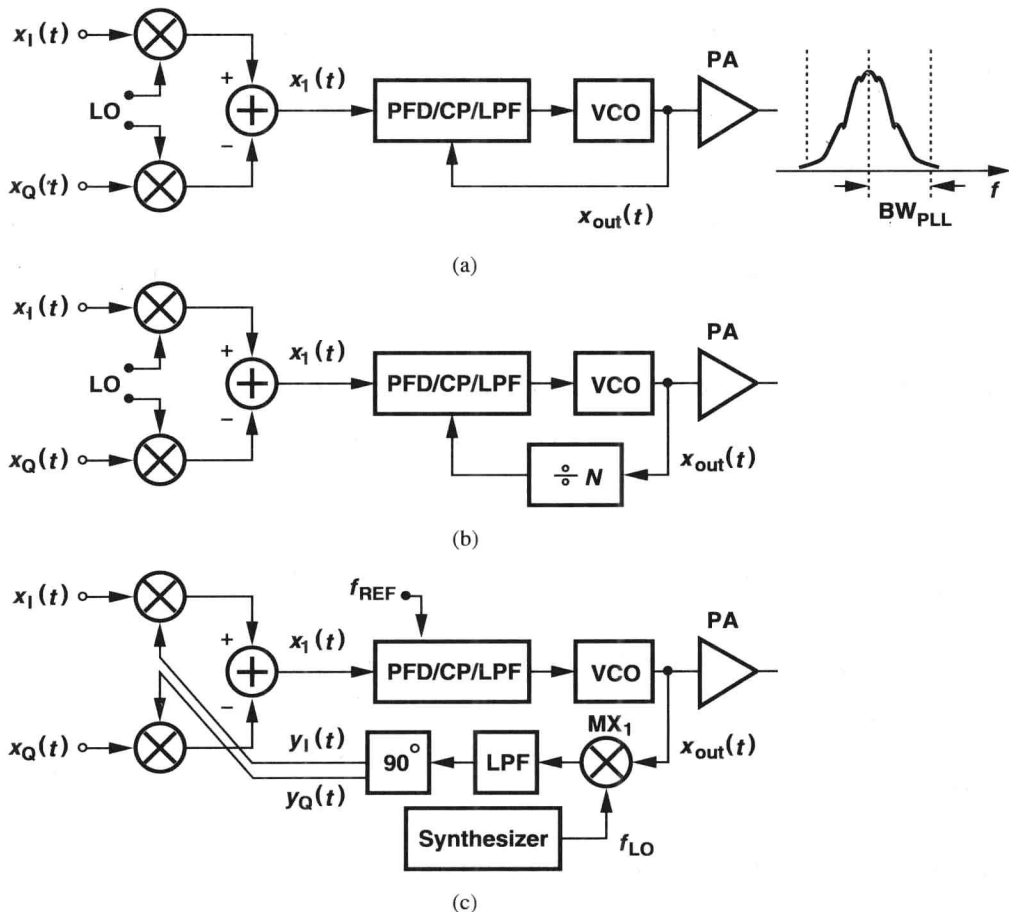 x_I(t)
LO
x_Q(t)
+
−
x_1(t)
PFD/CP/LPF
VCO
PA
x_out(t)
BW_PLL
f
(a)
x_I(t)
LO
x_Q(t)
+
−
x_1(t)
PFD/CP/LPF
VCO
PA
÷ N
x_out(t)
(b)
x_I(t)
x_Q(t)
+
−
x_1(t)
f_REF
PFD/CP/LPF
VCO
PA
MX_1
x_out(t)
y_I(t)
y_Q(t)
90°
LPF
Synthesizer
f_LO
(c)